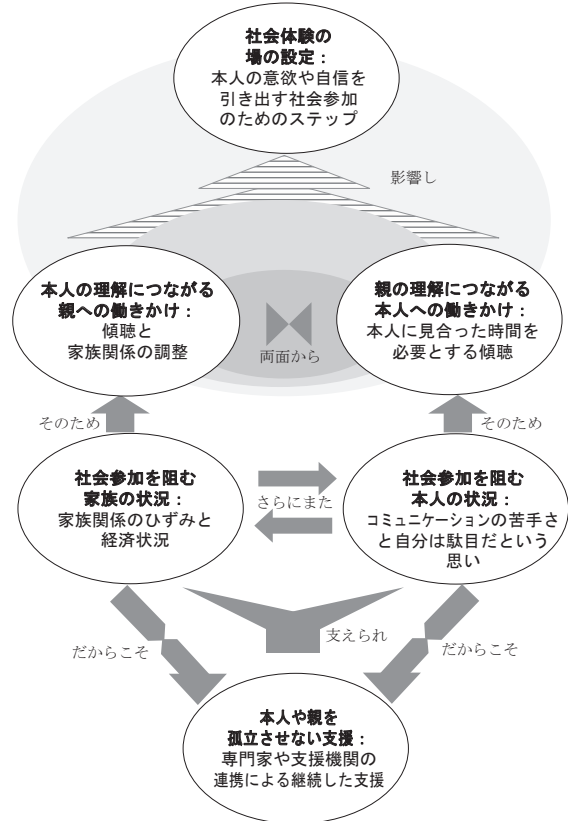 社会体験の
場の設定：
本人の意欲や自信を
引き出す社会参加
のためのステップ
影響し
本人の理解につながる
親への働きかけ：
傾聴と
家族関係の調整
両面から
親の理解につながる
本人への働きかけ：
本人に見合った時間を
必要とする傾聴
そのため
そのため
社会参加を阻む
家族の状況：
家族関係のひずみと
経済状況
さらにまた
社会参加を阻む
本人の状況：
コミュニケーションの苦手さ
と自分は駄目だという
思い
だからこそ
支えられ
だからこそ
本人や親を
孤立させない支援：
専門家や支援機関の
連携による継続した支援